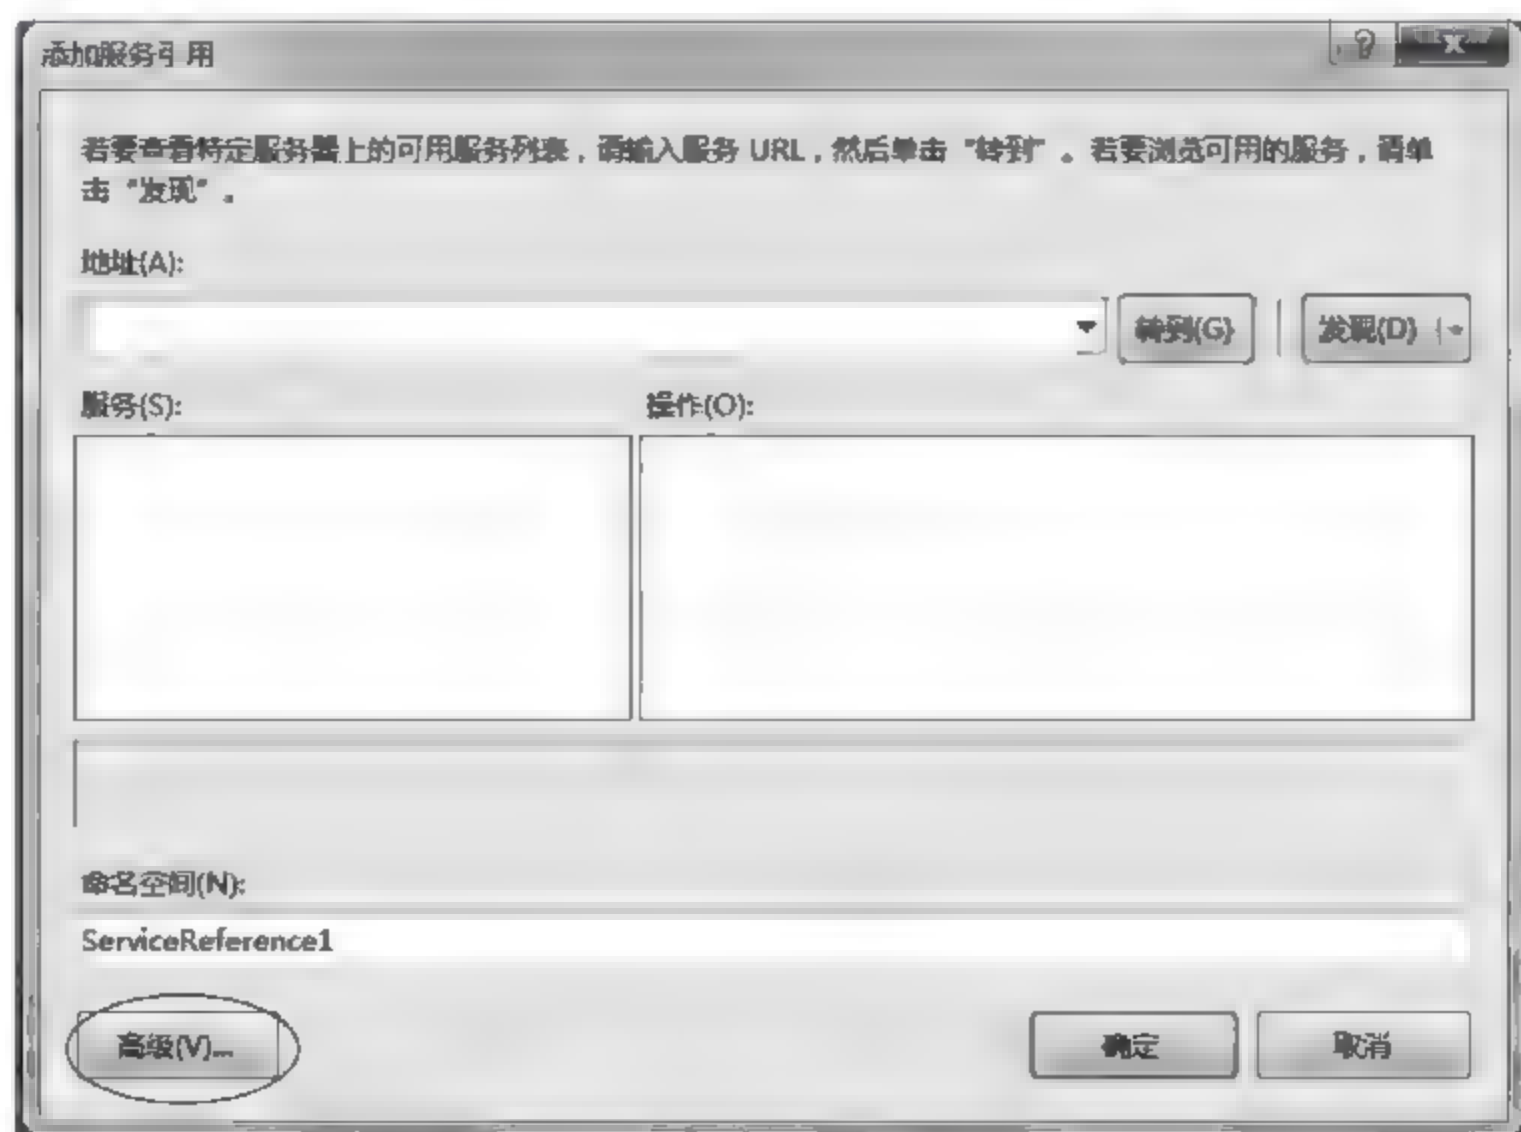 添加服务引用
若要查看特定服务器上的可用服务列表，请输入服务 URL，然后单击“转到”。若要浏览可用的服务，请单
击“发现”。
地址(A):
转到(G)
发现(D)
服务(S):
操作(O):
命名空间(N):
ServiceReference1
高级(V)...
确定
取消